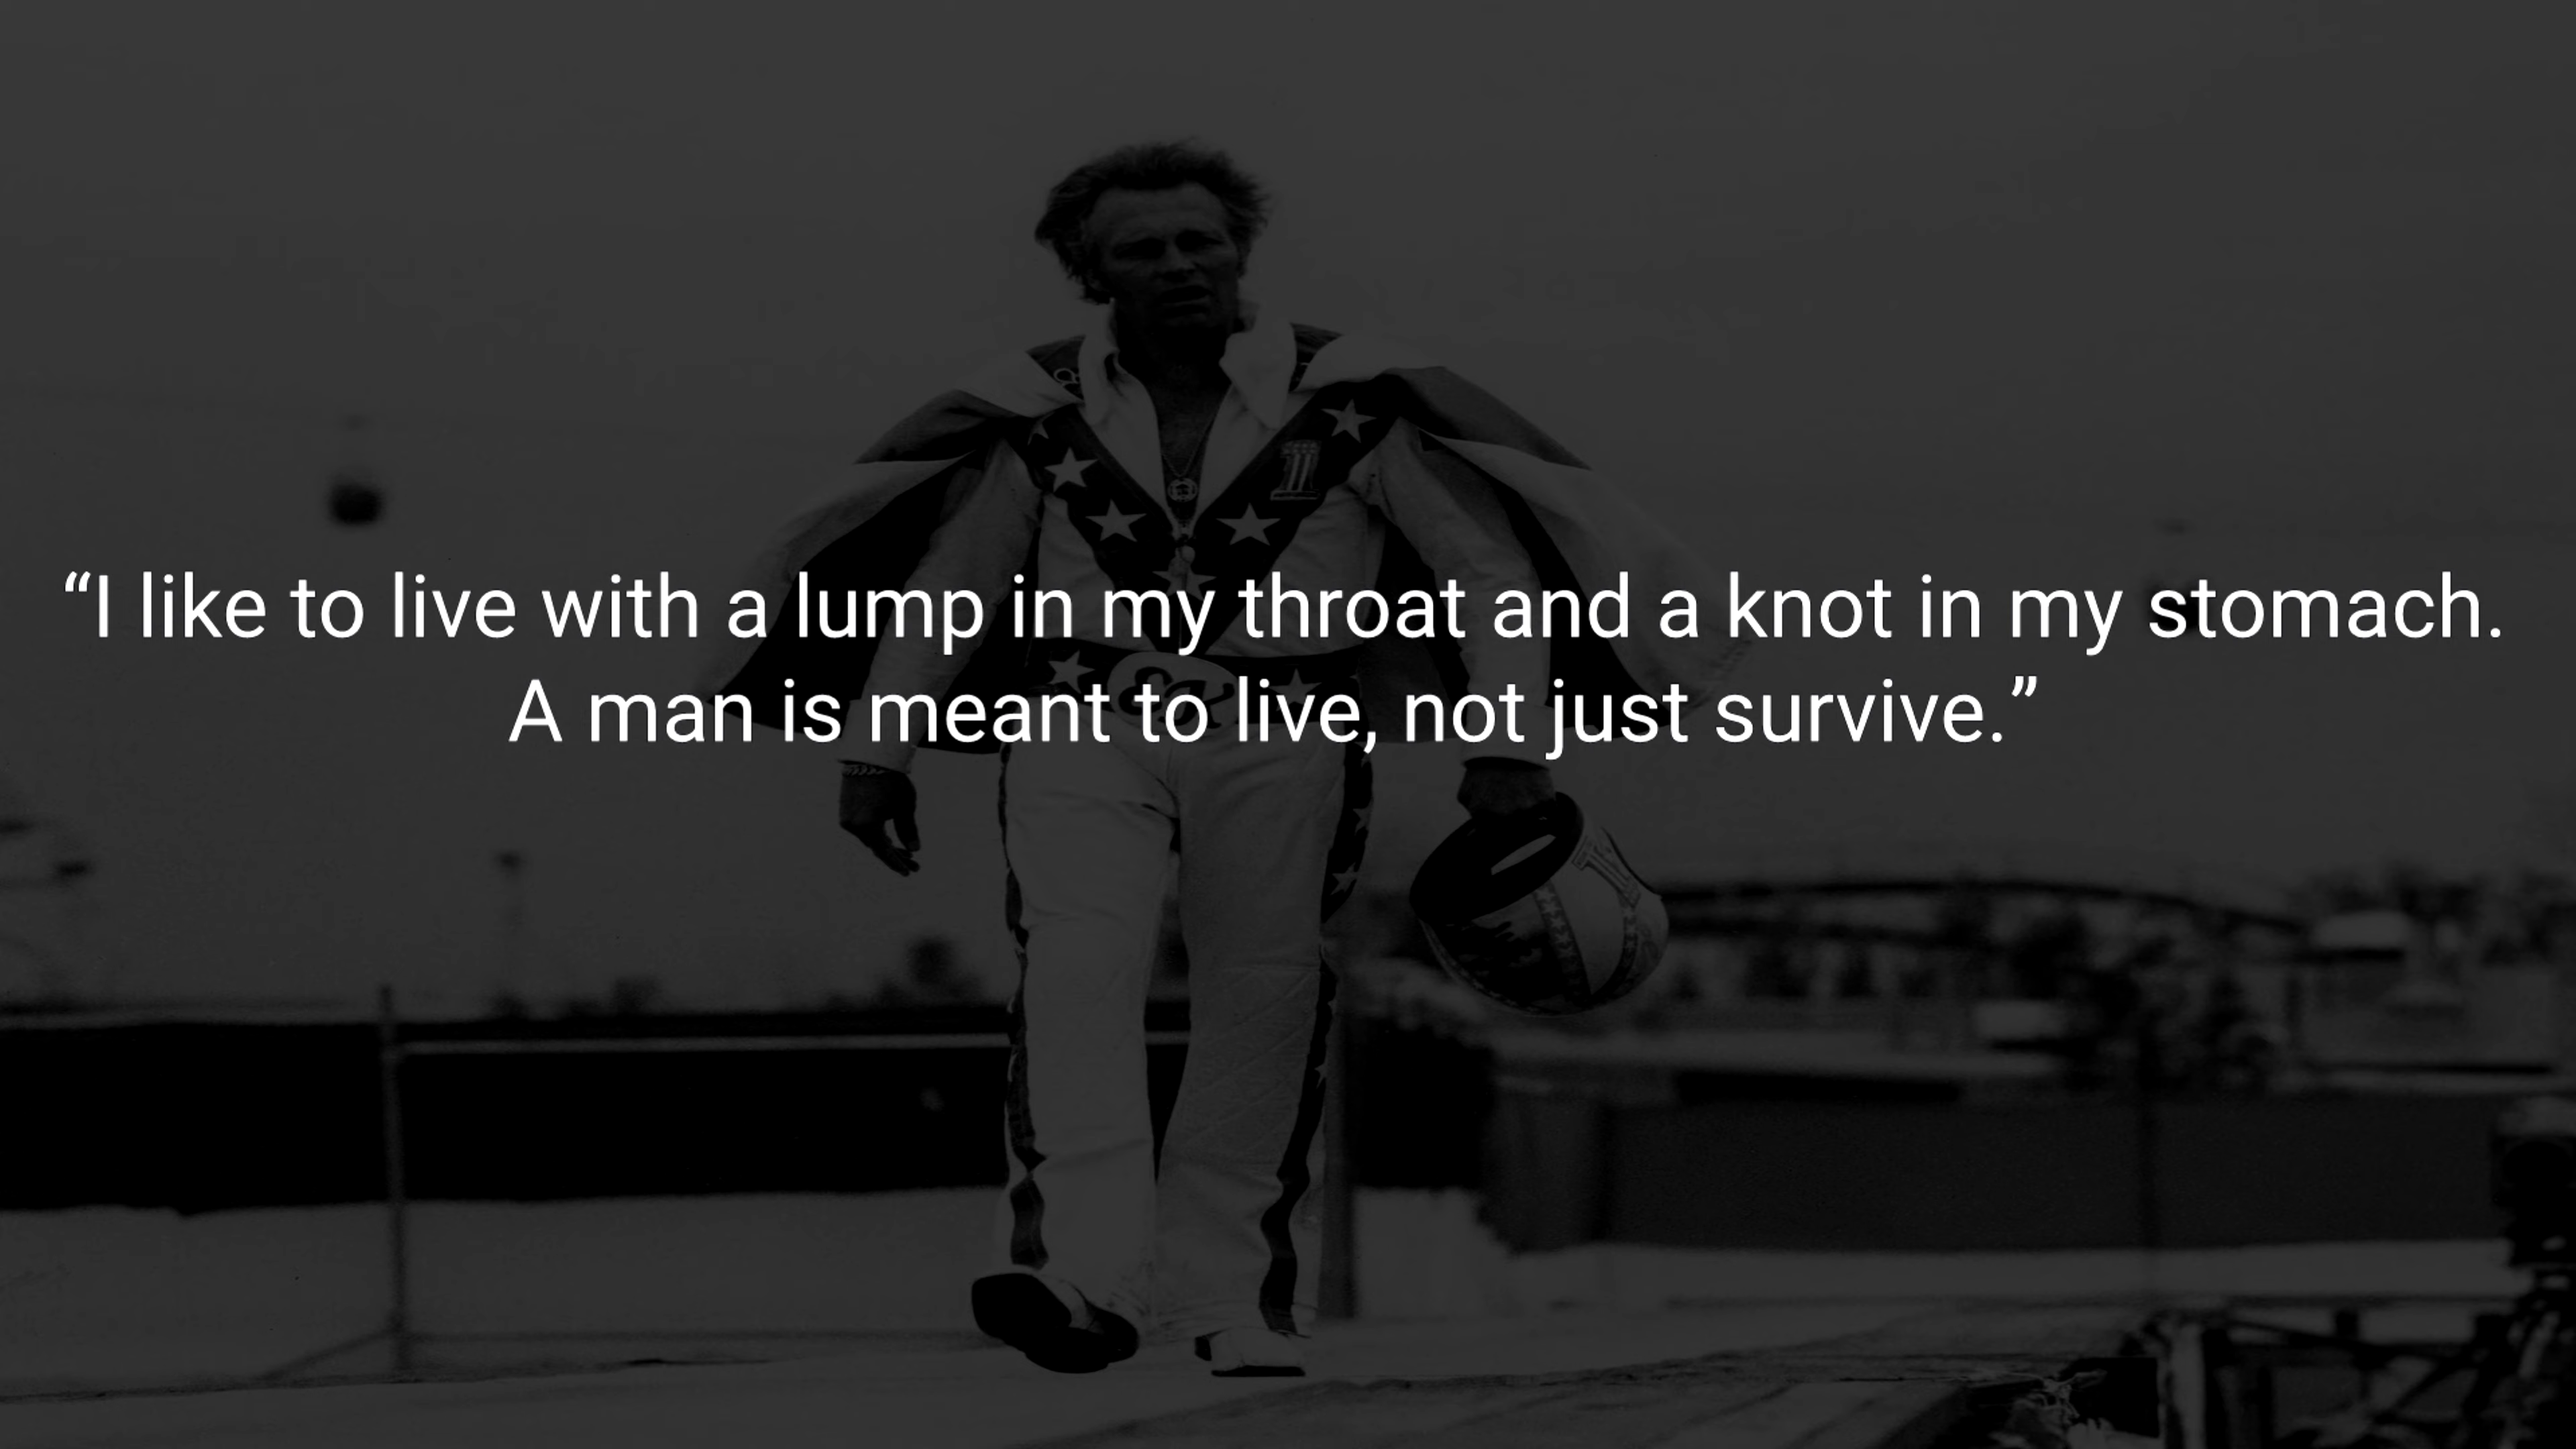 “I like to live with a lump in my throat and a knot in my stomach.
A man is meant to live, not just survive.”